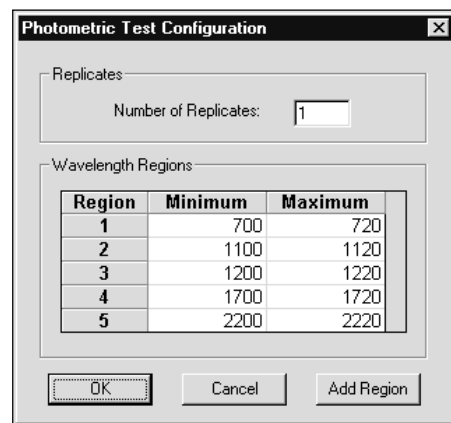 Photometric Test Configuration
Replicates
Number of Replicates: 1
Wavelength Regions
Region Minimum Maximum
1 700 720
2 1100 1120
3 1200 1220
4 1700 1720
5 2200 2220
OK Cancel Add Region